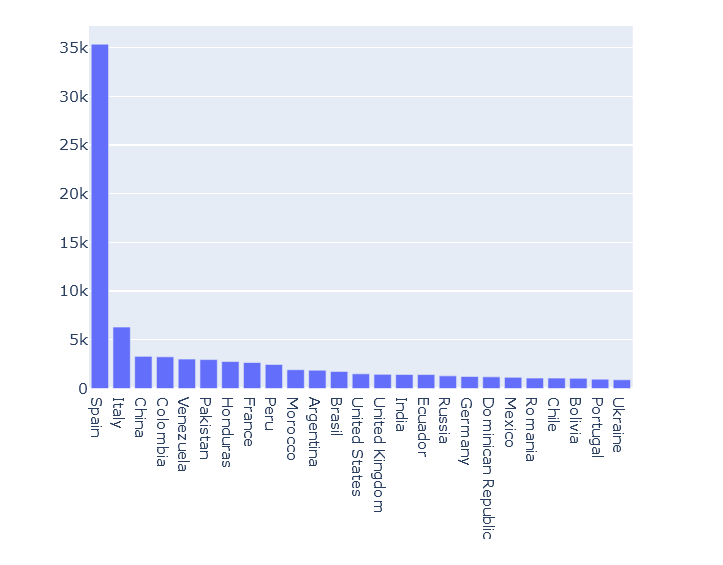 35k
30k
25k
20k
15k
10k
5k
0
Spain
Italy
China
Colombia
Venezuela
Pakistan
Honduras
France
Peru
Morocco
Argentina
Brasil
United States
United Kingdom
India
Ecuador
Russia
Germany
Dominican Republic
Mexico
Romania
Chile
Bolivia
Portugal
Ukraine